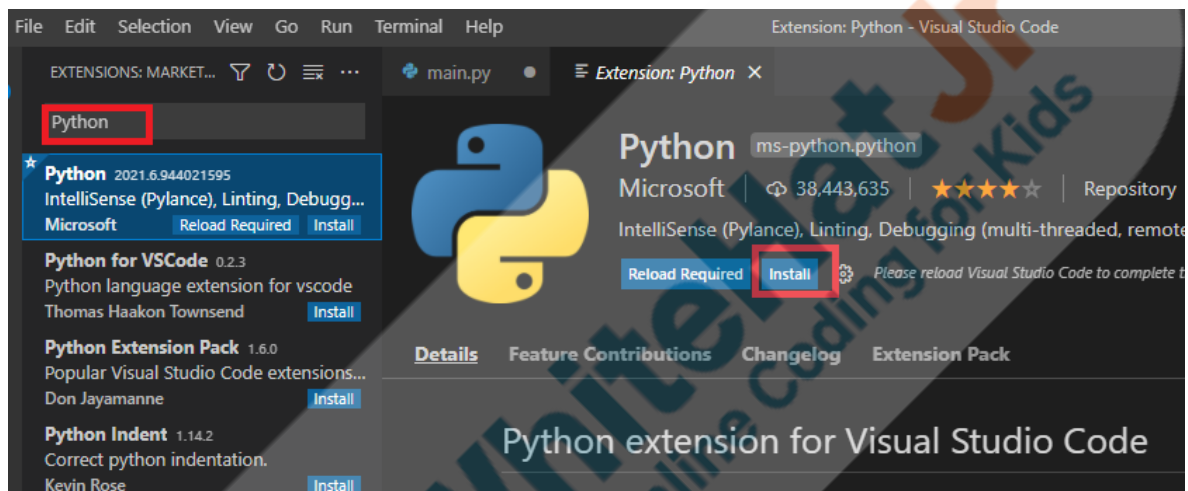 File Edit Selection View Go Run Terminal Help Extension: Python - Visual Studio Code
EXTENSIONS: MARKET...
main.py
Extension: Python
Python
Python 2021.6.944021595
IntelliSense (Pylance), Linting, Debugg...
Microsoft Reload Required Install
Python for VSCode 0.2.3
Python language extension for vscode
Thomas Haakon Townsend Install
Python Extension Pack 1.6.0
Popular Visual Studio Code extensions...
Don Jayamanne Install
Python Indent 1.14.2
Correct python indentation.
Kevin Rose Install
Python ms-python.python
Microsoft 38,443,635 Repository
IntelliSense (Pylance), Linting, Debugging (multi-threaded, remote
Reload Required Install Please reload Visual Studio Code to complete t
Details Feature Contributions Changelog Extension Pack
Python extension for Visual Studio Code
WhiteHat Jr
Online Coding for Kids